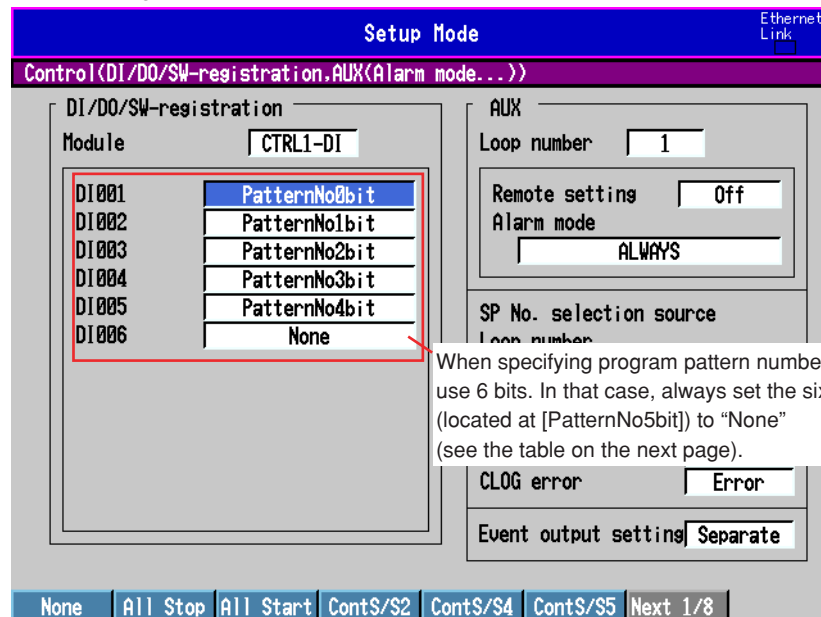 Setup Mode
Ethernet
Link
Control(DI/DO/SW-registration,AUX(Alarm mode...))
DI/DO/SW-registration
Module CTRL1-DI
DI001 PatternNo0bit
DI002 PatternNo1bit
DI003 PatternNo2bit
DI004 PatternNo3bit
DI005 PatternNo4bit
DI006 None
AUX
Loop number 1
Remote setting Off
Alarm mode
ALWAYS
SP No. selection source
Loop number
When specifying program pattern numbe
use 6 bits. In that case, always set the six
(located at [PatternNo5bit]) to “None”
(see the table on the next page).
CLOG error Error
Event output setting Separate
None All Stop All Start ContS/S2 ContS/S4 ContS/S5 Next 1/8